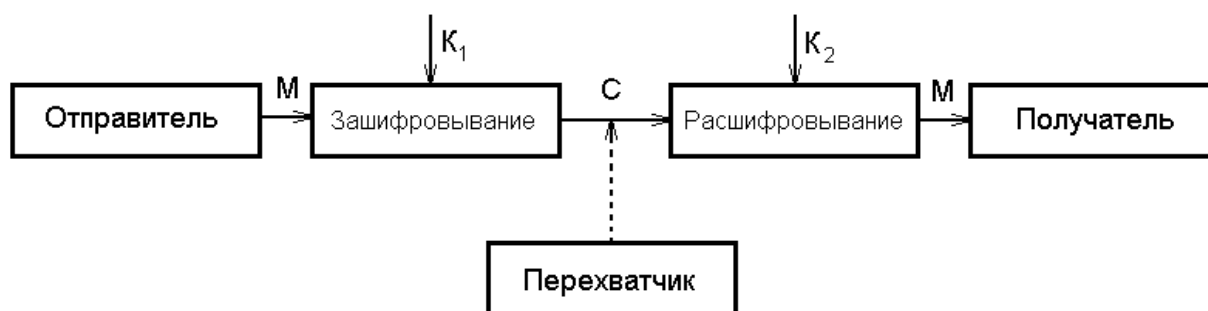 K₁
K₂
М
С
М
Отправитель
Зашифровывание
Расшифровывание
Получатель
Перехватчик